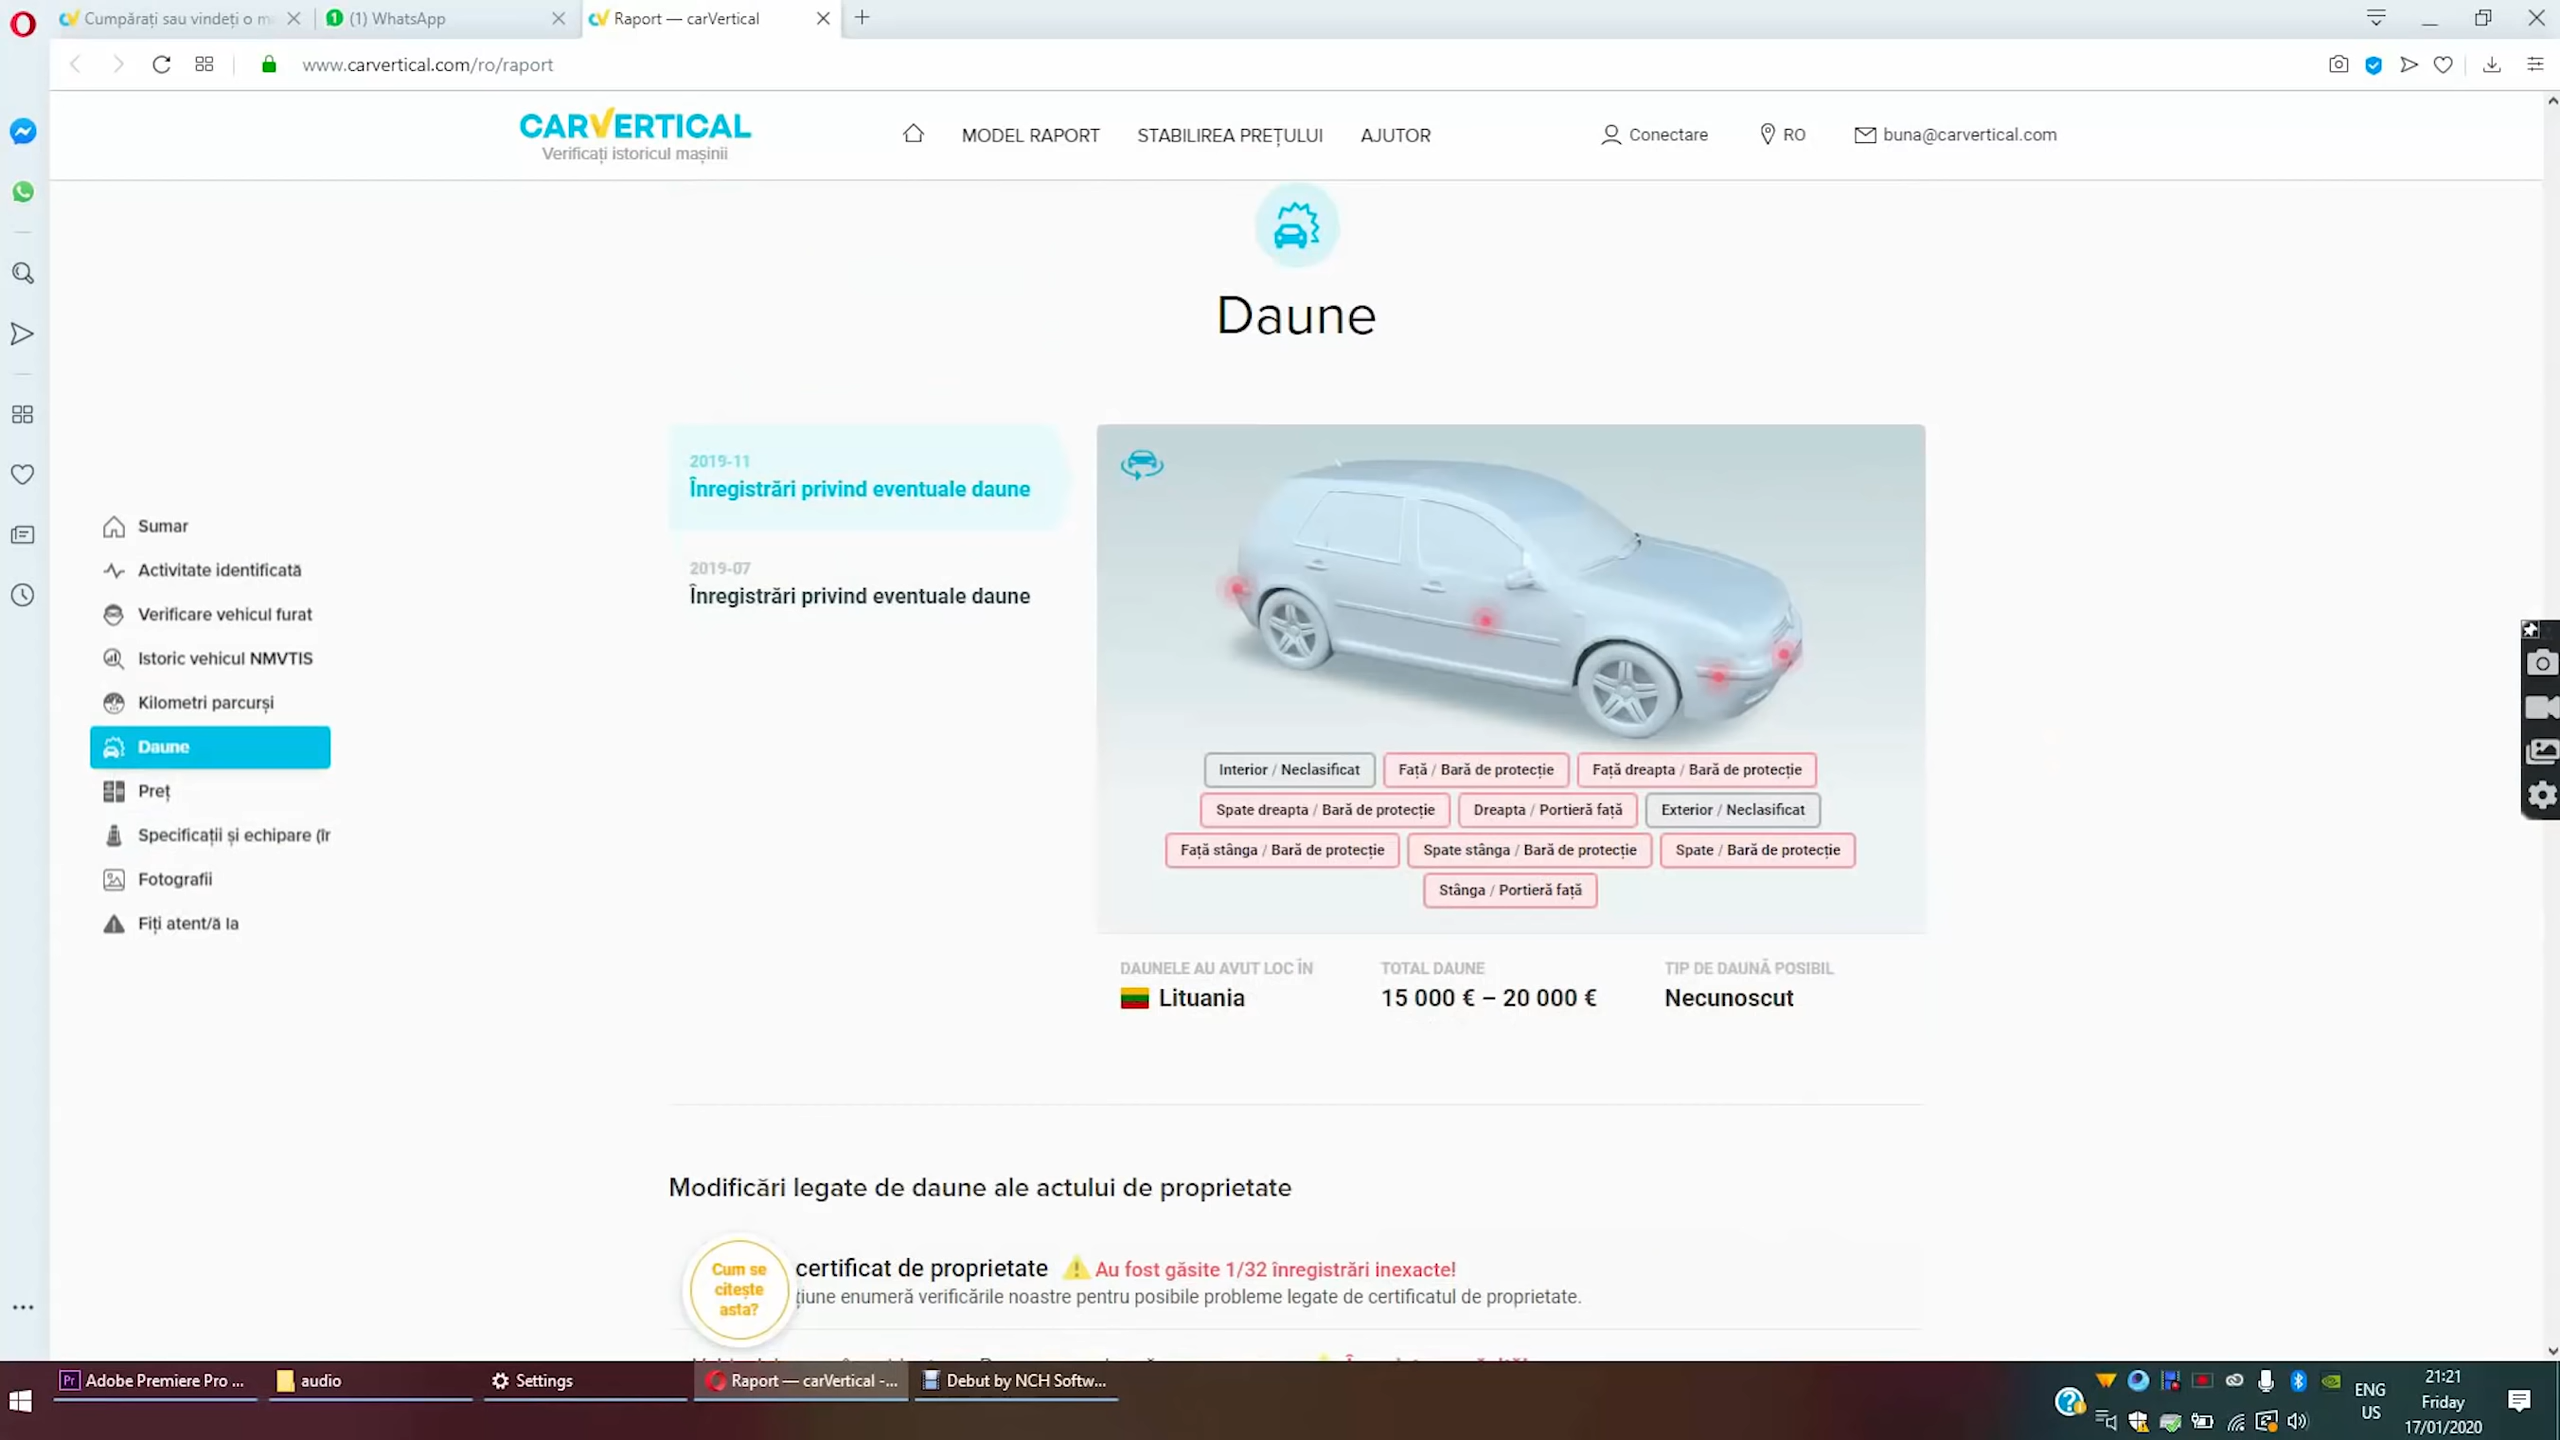 Cumpărați sau vindeți o m
(1) WhatsApp
Raport — carVertical
www.carvertical.com/ro/raport
CARVERTICAL
Verificați istoricul mașinii
MODEL RAPORT
STABILIREA PREȚULUI
AJUTOR
Conectare
RO
buna@carvertical.com
Daune
2019-11
Înregistrări privind eventuale daune
2019-07
Înregistrări privind eventuale daune
Sumar
Activitate identificată
Verificare vehicul furat
Istoric vehicul NMVTIS
Kilometri parcurși
Daune
Preț
Specificații și echipare (îr
Fotografii
Fiți atent/ă la
Interior / Neclasificat
Față / Bară de protecție
Față dreapta / Bară de protecție
Spate dreapta / Bară de protecție
Dreapta / Portieră față
Exterior / Neclasificat
Față stânga / Bară de protecție
Spate stânga / Bară de protecție
Spate / Bară de protecție
Stânga / Portieră față
DAUNELE AU AVUT LOC ÎN
Lituania
TOTAL DAUNE
15 000 € – 20 000 €
TIP DE DAUNĂ POSIBIL
Necunoscut
Modificări legate de daune ale actului de proprietate
Cum se
citește
asta?
certificat de proprietate
Au fost găsite 1/32 înregistrări inexacte!
țiune enumeră verificările noastre pentru posibile probleme legate de certificatul de proprietate.
Pr Adobe Premiere Pro ...
audio
Settings
Raport — carVertical -...
Debut by NCH Softw...
ENG
US
21:21
Friday
17/01/2020